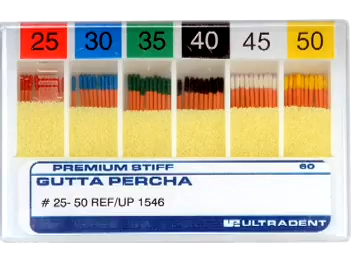 25 30 35 40 45 50
PREMIUM STIFF 60
GUTTA PERCHA
# 25- 50 REF/UP 1546
ULTRADENT